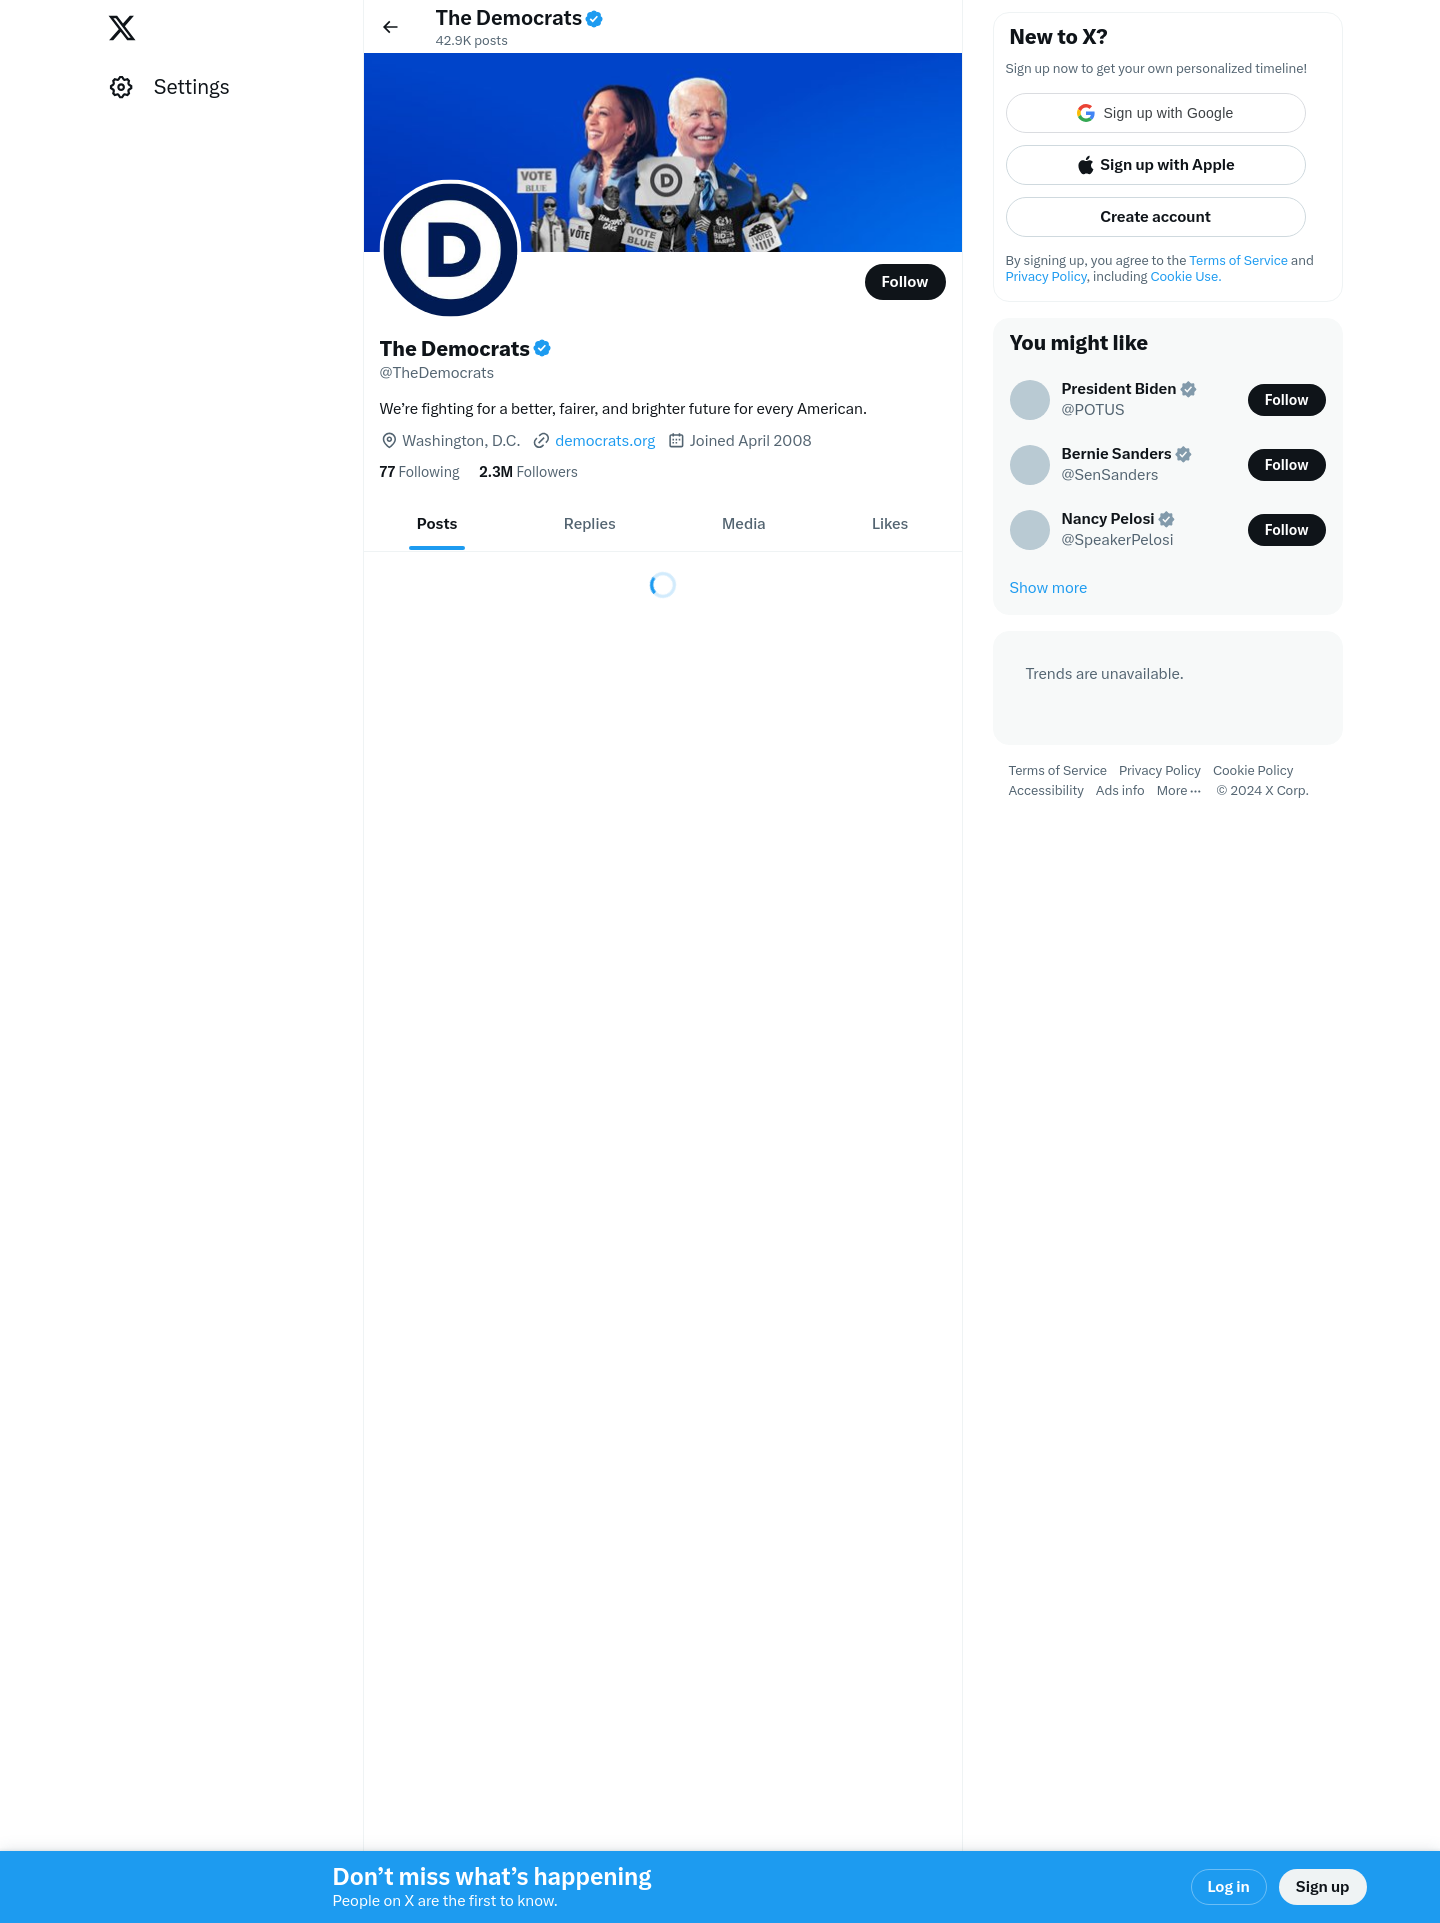 Settings
The Democrats
42.9K posts
VOTE
BLUE
D
DEMOCRATS
VOTE
VOTE
BLUE
VOTED
D
Follow
The Democrats
@TheDemocrats
We’re fighting for a better, fairer, and brighter future for every American.
Washington, D.C. democrats.org Joined April 2008
77 Following 2.3M Followers
Posts Replies Media Likes
New to X?
Sign up now to get your own personalized timeline!
Sign up with Google
Sign up with Apple
Create account
By signing up, you agree to the Terms of Service and
Privacy Policy, including Cookie Use.
You might like
President Biden
@POTUS
Follow
Bernie Sanders
@SenSanders
Follow
Nancy Pelosi
@SpeakerPelosi
Follow
Show more
Trends are unavailable.
Terms of Service Privacy Policy Cookie Policy
Accessibility Ads info More ··· © 2024 X Corp.
Don’t miss what’s happening
People on X are the first to know.
Log in
Sign up